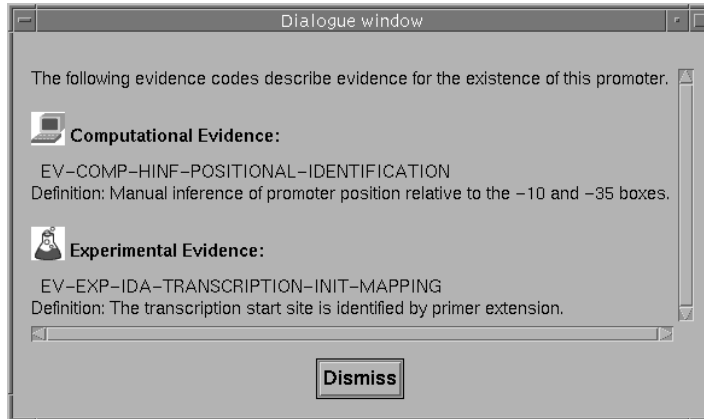 Dialogue window
The following evidence codes describe evidence for the existence of this promoter.
Computational Evidence:
EV-COMP-HINF-POSITIONAL-IDENTIFICATION
Definition: Manual inference of promoter position relative to the -10 and -35 boxes.
Experimental Evidence:
EV-EXP-IDA-TRANSCRIPTION-INIT-MAPPING
Definition: The transcription start site is identified by primer extension.
Dismiss